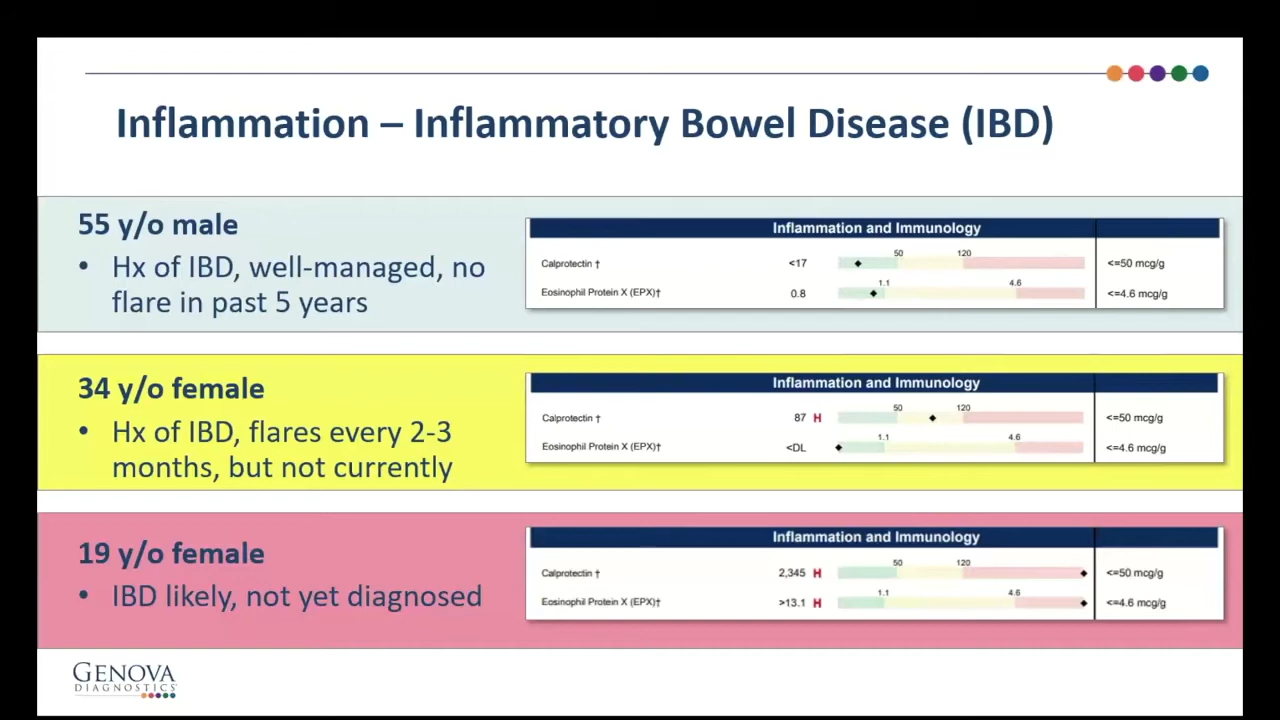 Inflammation – Inflammatory Bowel Disease (IBD)
55 y/o male
• Hx of IBD, well-managed, no
flare in past 5 years
Inflammation and Immunology
50 120
Calprotectin † <17 <=50 mcg/g
1.1 4.6
Eosinophil Protein X (EPX)† 0.8 <=4.6 mcg/g
34 y/o female
• Hx of IBD, flares every 2-3
months, but not currently
Inflammation and Immunology
50 120
Calprotectin † 87 H <=50 mcg/g
1.1 4.6
Eosinophil Protein X (EPX)† <DL <=4.6 mcg/g
19 y/o female
• IBD likely, not yet diagnosed
Inflammation and Immunology
50 120
Calprotectin † 2,345 H <=50 mcg/g
1.1 4.6
Eosinophil Protein X (EPX)† >13.1 H <=4.6 mcg/g
GENOVA
DIAGNOSTICS